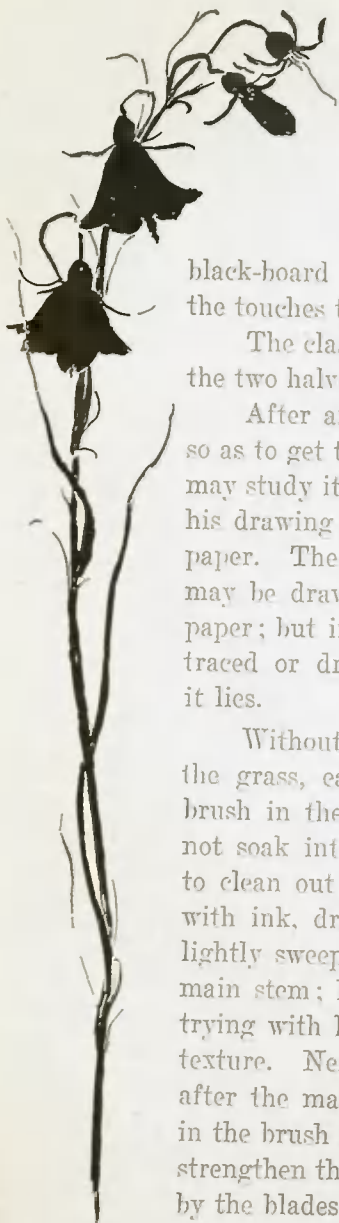 black-board
the touches t
The cla
the two halv
After a
so as to get t
may study it
his drawing
paper. The
may be draw
paper; but i
traced or dr
it lies.
Without
the grass, ea
brush in the
not soak int
to clean out
with ink, dr
lightly sweep
main stem;
trying with
texture. Ne
after the ma
in the brush
strengthen th
by the blades